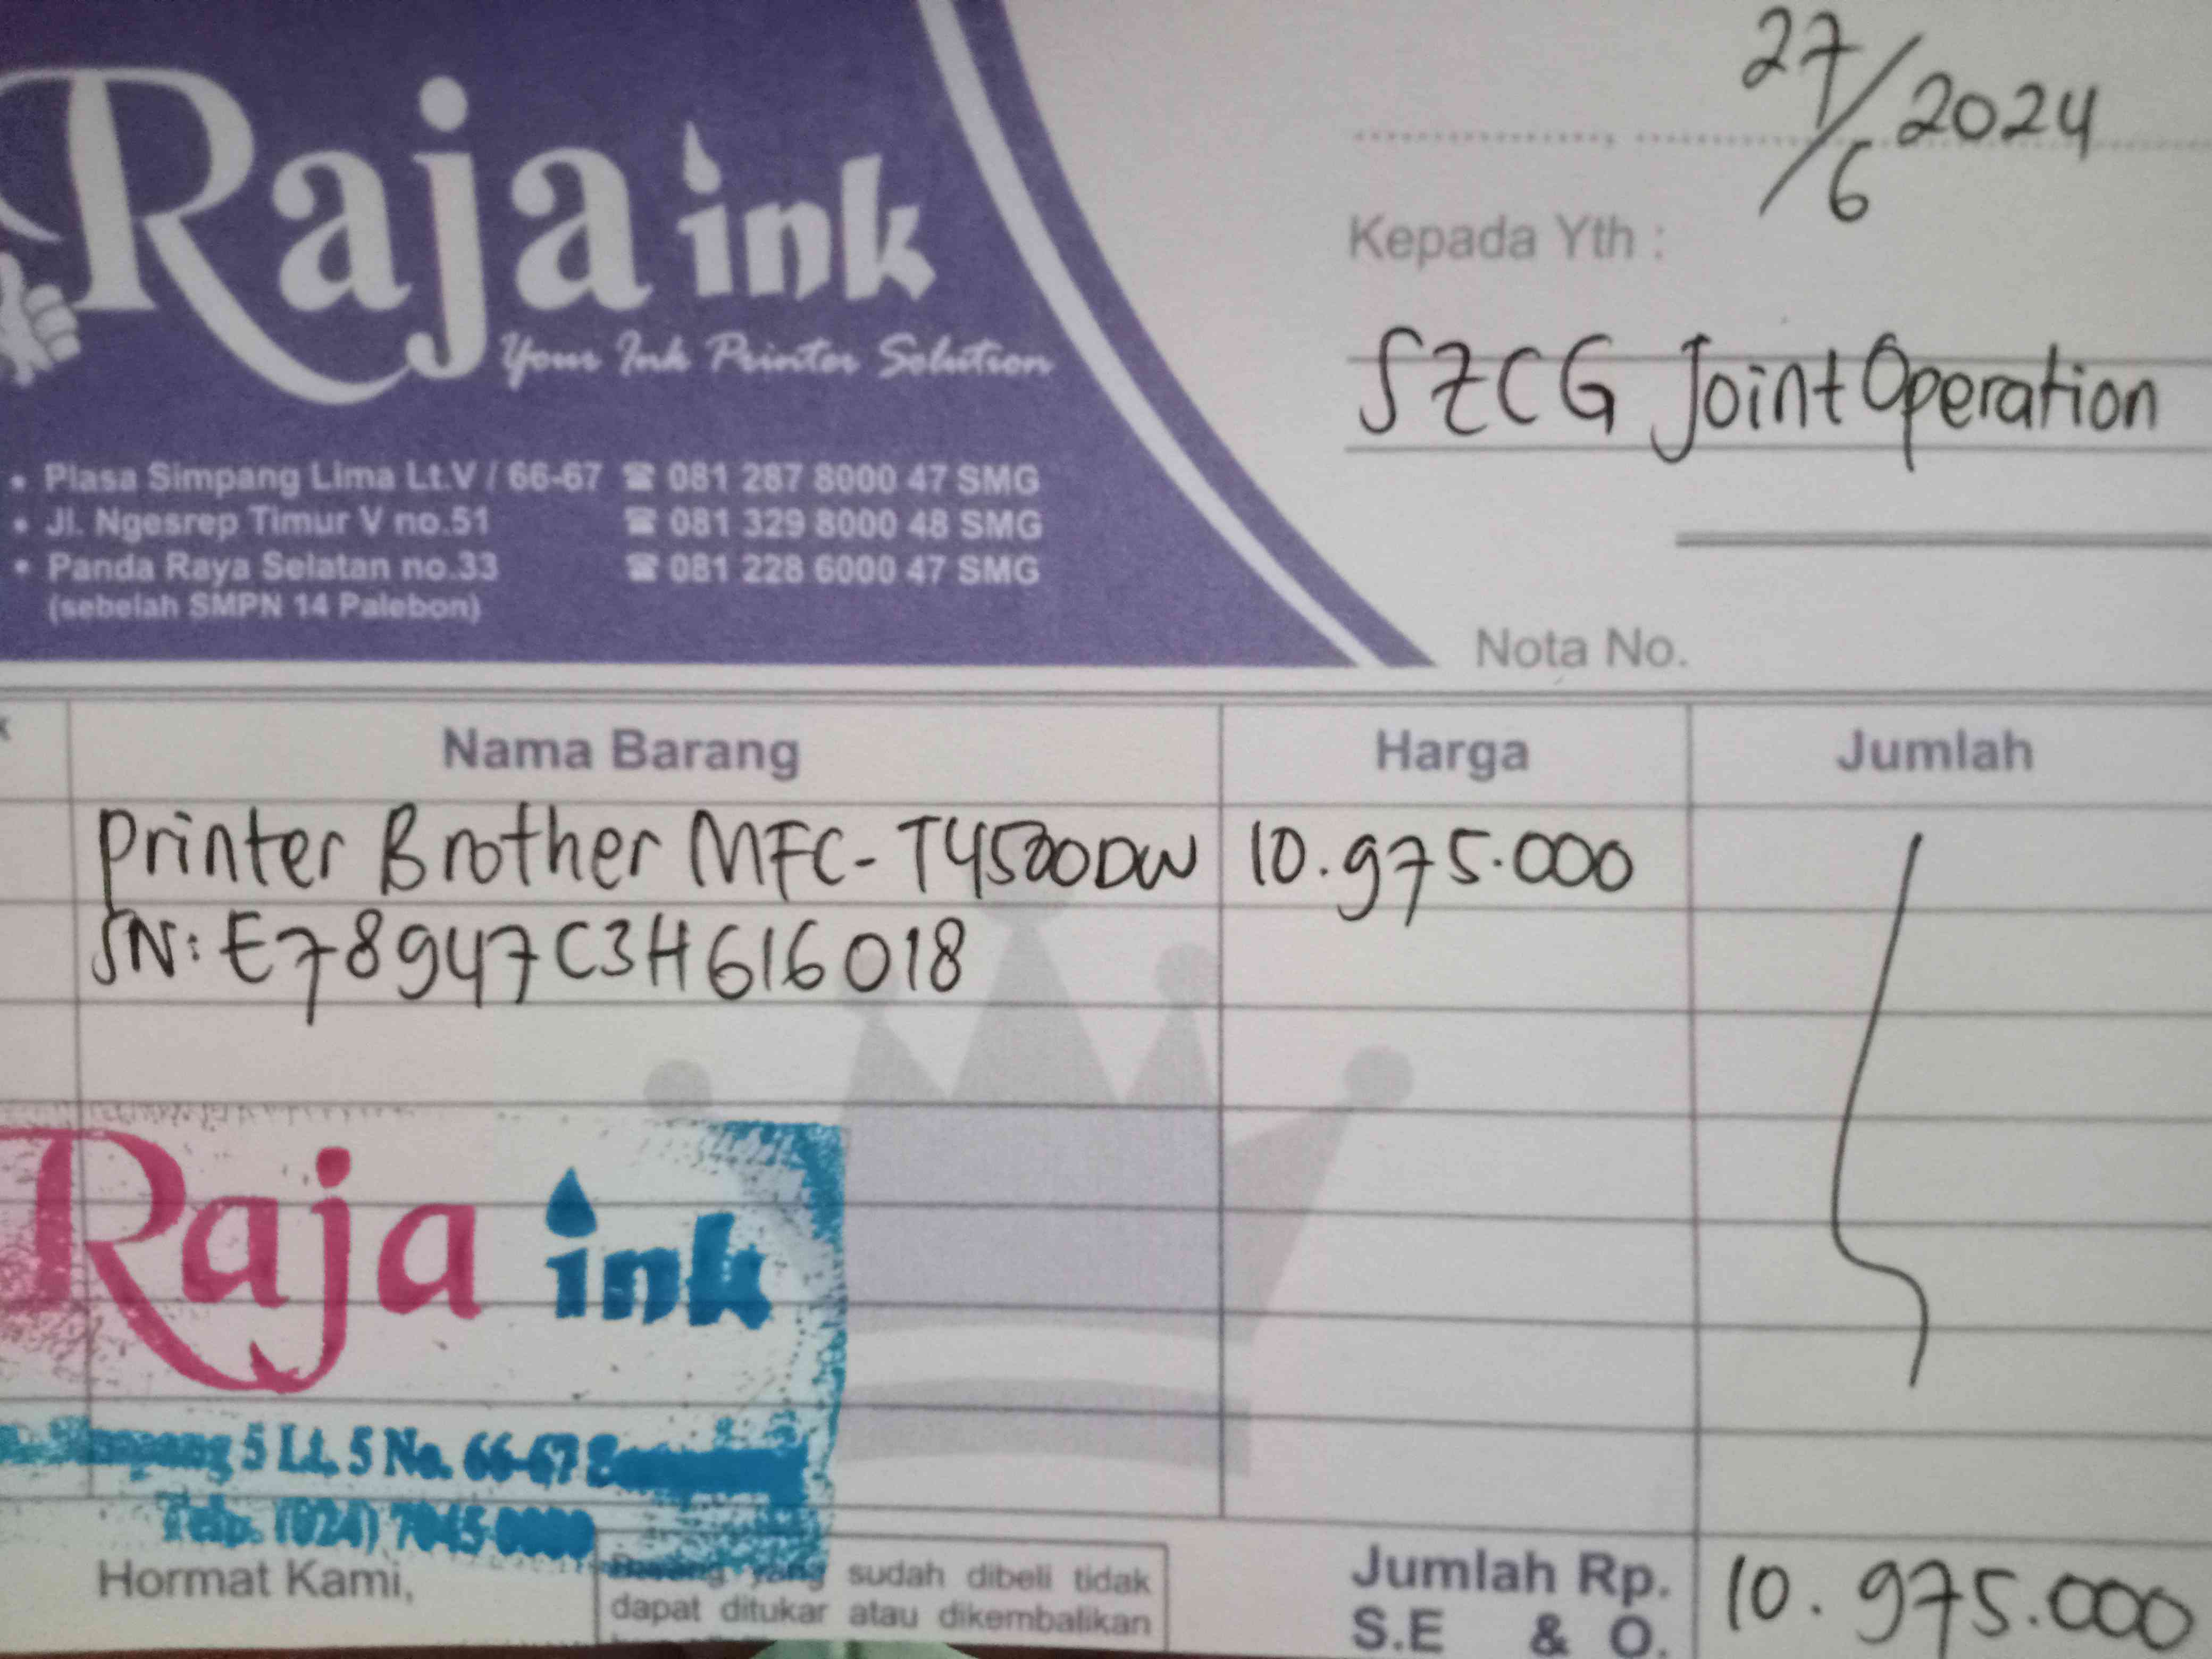 Raja ink
Your Ink Printer Solution
• Plasa Simpang Lima Lt.V / 66-67 ☎ 081 287 8000 47 SMG
• Jl. Ngesrep Timur V no.51 ☎ 081 329 8000 48 SMG
• Panda Raya Selatan no.33 ☎ 081 228 6000 47 SMG
(sebelah SMPN 14 Palebon)
27/6 2024
Kepada Yth :
SZCG Joint Operation
Nota No.
Nama Barang Harga Jumlah
Printer Brother MFC-T4500DW 10.975.000
SN: E78947C3H616018
Raja ink
Simpang 5 Lt. 5 No. 66-67
Telp. (024) 7045
Hormat Kami,
Barang yang sudah dibeli tidak
dapat ditukar atau dikembalikan
Jumlah Rp. 10.975.000
S.E & O.